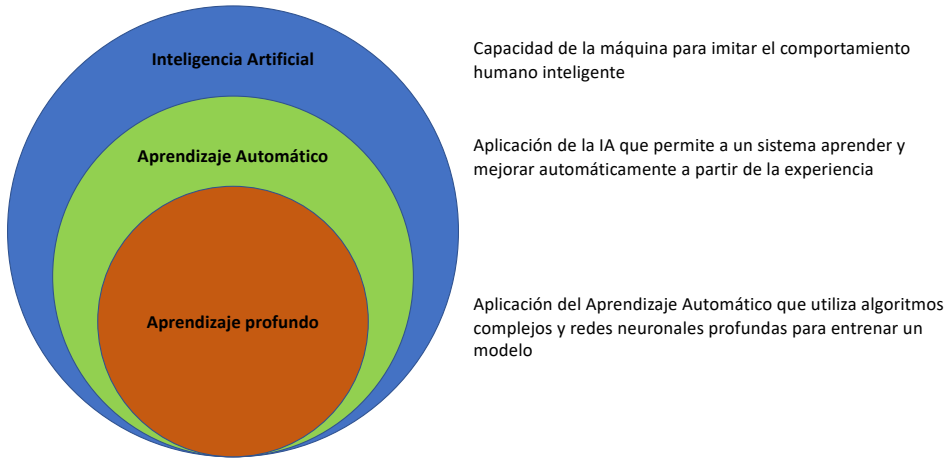 Inteligencia Artificial
Capacidad de la máquina para imitar el comportamiento
humano inteligente
Aprendizaje Automático
Aplicación de la IA que permite a un sistema aprender y
mejorar automáticamente a partir de la experiencia
Aprendizaje profundo
Aplicación del Aprendizaje Automático que utiliza algoritmos
complejos y redes neuronales profundas para entrenar un
modelo